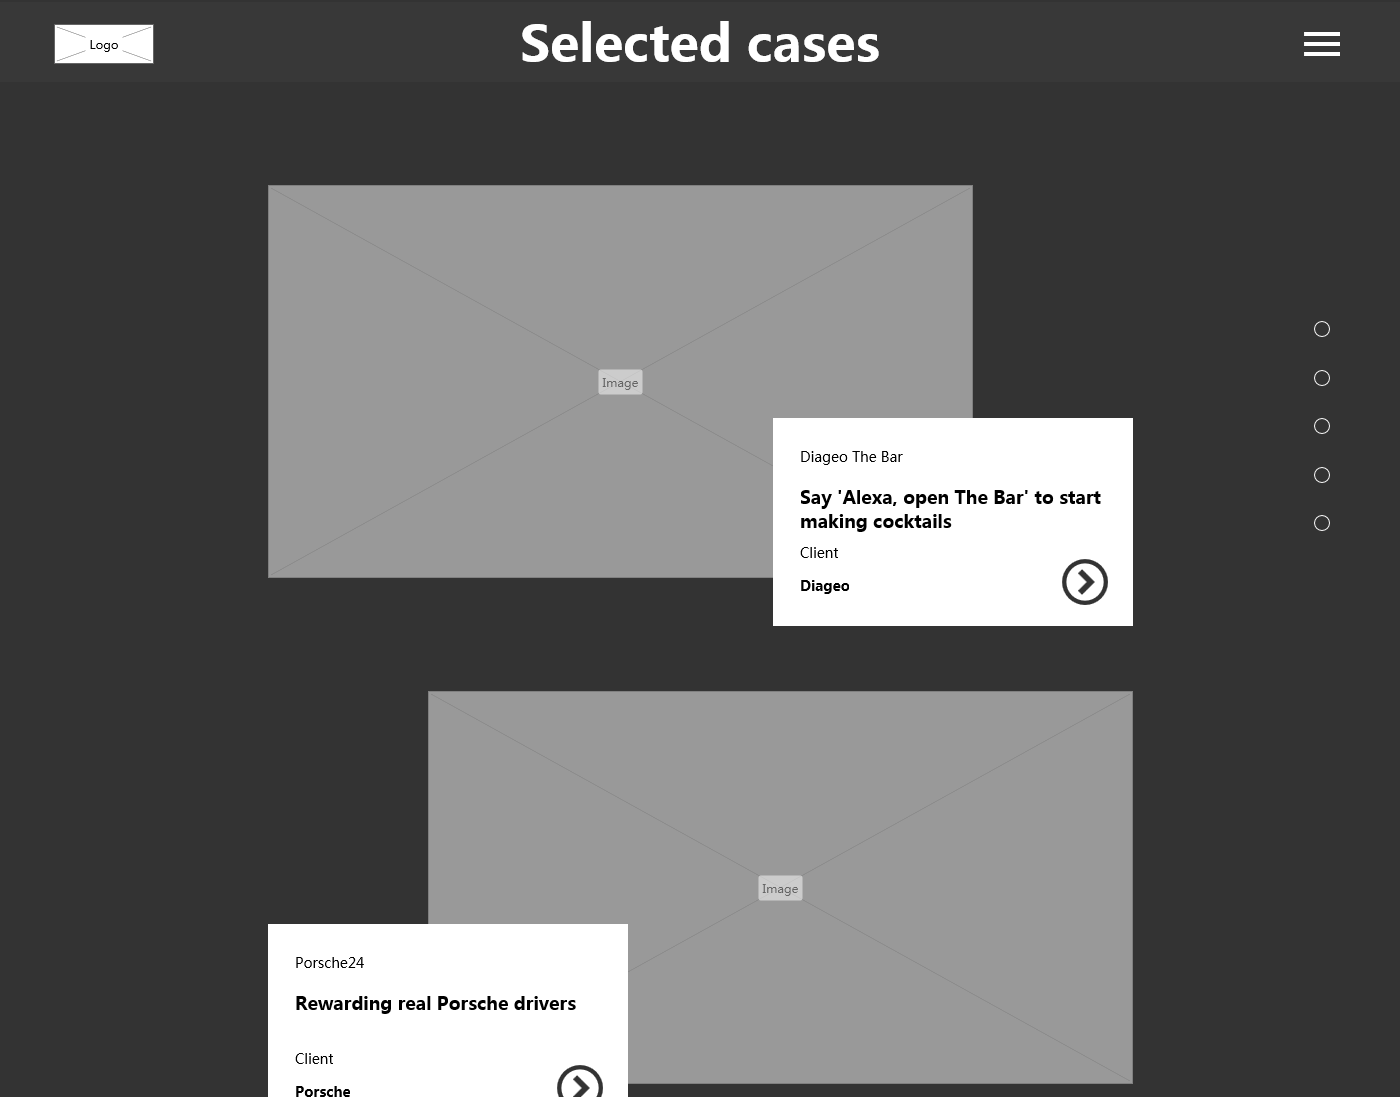 Logo
Selected cases
Image
Diageo The Bar
Say 'Alexa, open The Bar' to start
making cocktails
Client
Diageo
Image
Porsche24
Rewarding real Porsche drivers
Client
Porsche